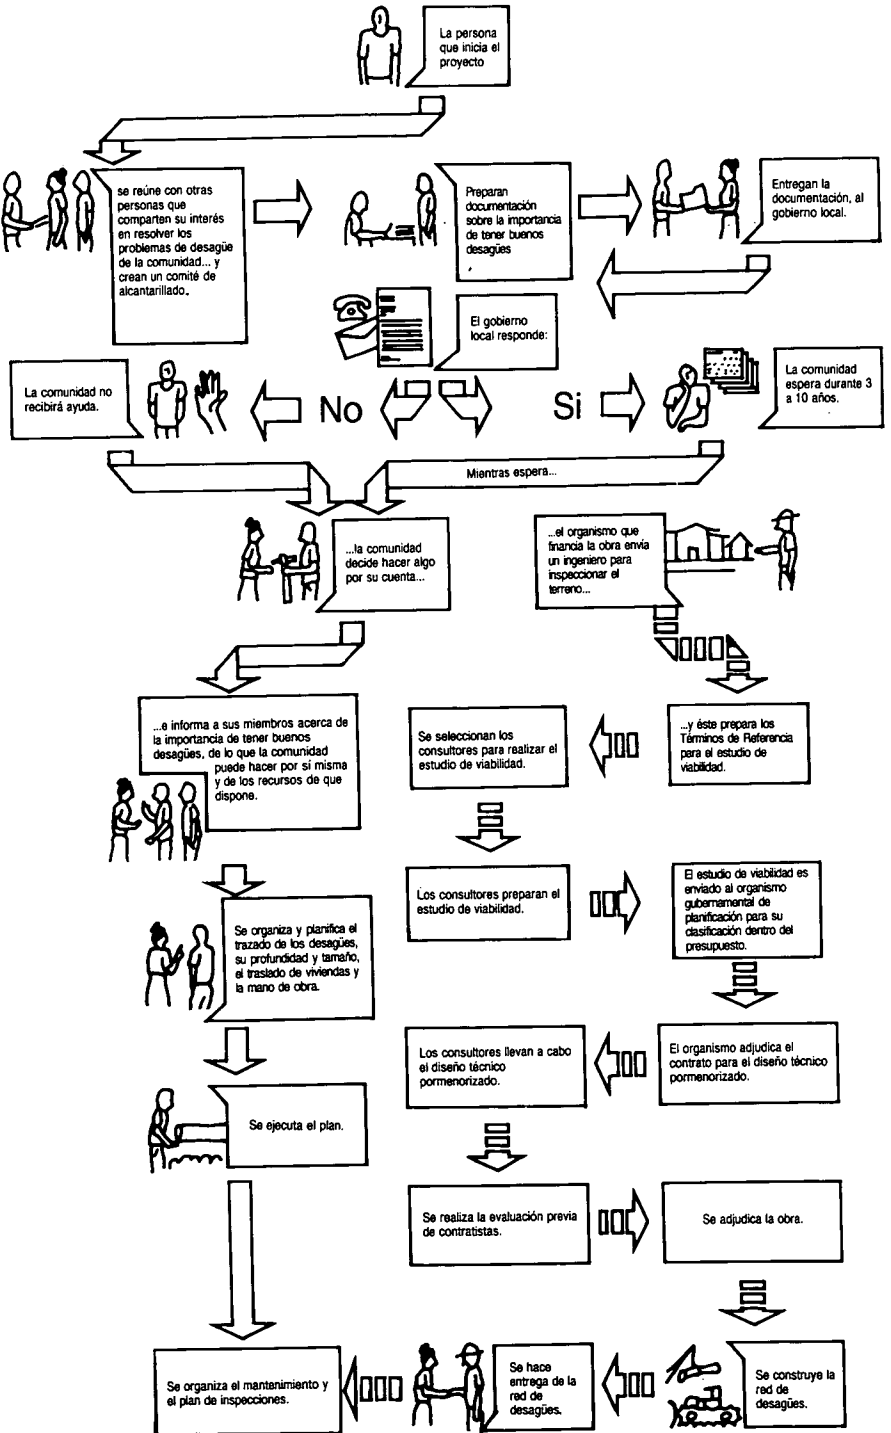 La persona
que inicia el
proyecto
se reúne con otras
personas que
comparten su interés
en resolver los
problemas de desagüe
de la comunidad... y
crean un comité de
alcantarillado.
Preparan
documentación
sobre la importancia
de tener buenos
desagües
Entregan la
documentación, al
gobierno local.
El gobierno
local responde:
La comunidad no
recibirá ayuda.
No
Si
La comunidad
espera durante 3
a 10 años.
Mientras espera...
...la comunidad
decide hacer algo
por su cuenta...
...el organismo que
financia la obra envía
un ingeniero para
inspeccionar el
terreno...
...e informa a sus miembros acerca de
la importancia de tener buenos
desagües, de lo que la comunidad
puede hacer por sí misma
y de los recursos de que
dispone.
Se seleccionan los
consultores para realizar el
estudio de viabilidad.
...y éste prepara los
Términos de Referencia
para el estudio de
viabilidad.
Los consultores preparan el
estudio de viabilidad.
El estudio de viabilidad es
enviado al organismo
gubernamental de
planificación para su
clasificación dentro del
presupuesto.
Se organiza y planifica el
trazado de los desagües,
su profundidad y tamaño,
el traslado de viviendas y
la mano de obra.
Los consultores llevan a cabo
el diseño técnico
pormenorizado.
El organismo adjudica el
contrato para el diseño técnico
pormenorizado.
Se ejecuta el plan.
Se realiza la evaluación previa
de contratistas.
Se adjudica la obra.
Se organiza el mantenimiento y
el plan de inspecciones.
Se hace
entrega de la
red de
desagües.
Se construye la
red de
desagües.